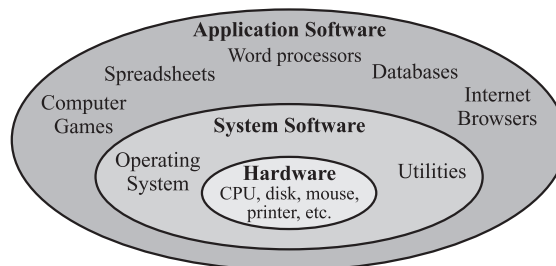 Application Software
Word processors
Spreadsheets
Databases
Computer
Games
Internet
Browsers
System Software
Operating
System
Utilities
Hardware
CPU, disk, mouse,
printer, etc.